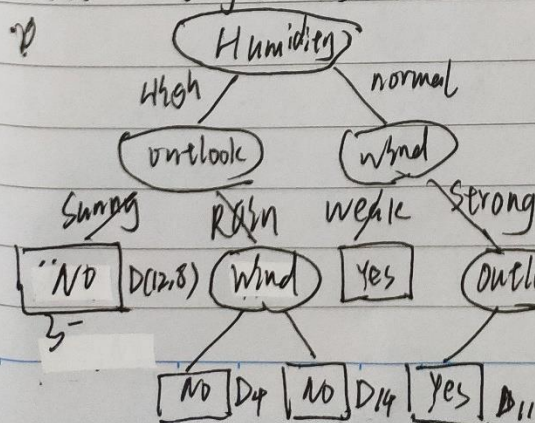 Humidity
High normal
outlook Wind
Sunny Rain weak Strong
No D(1,2,8) Wind Yes Outl
3-
No D4 No D14 Yes D11